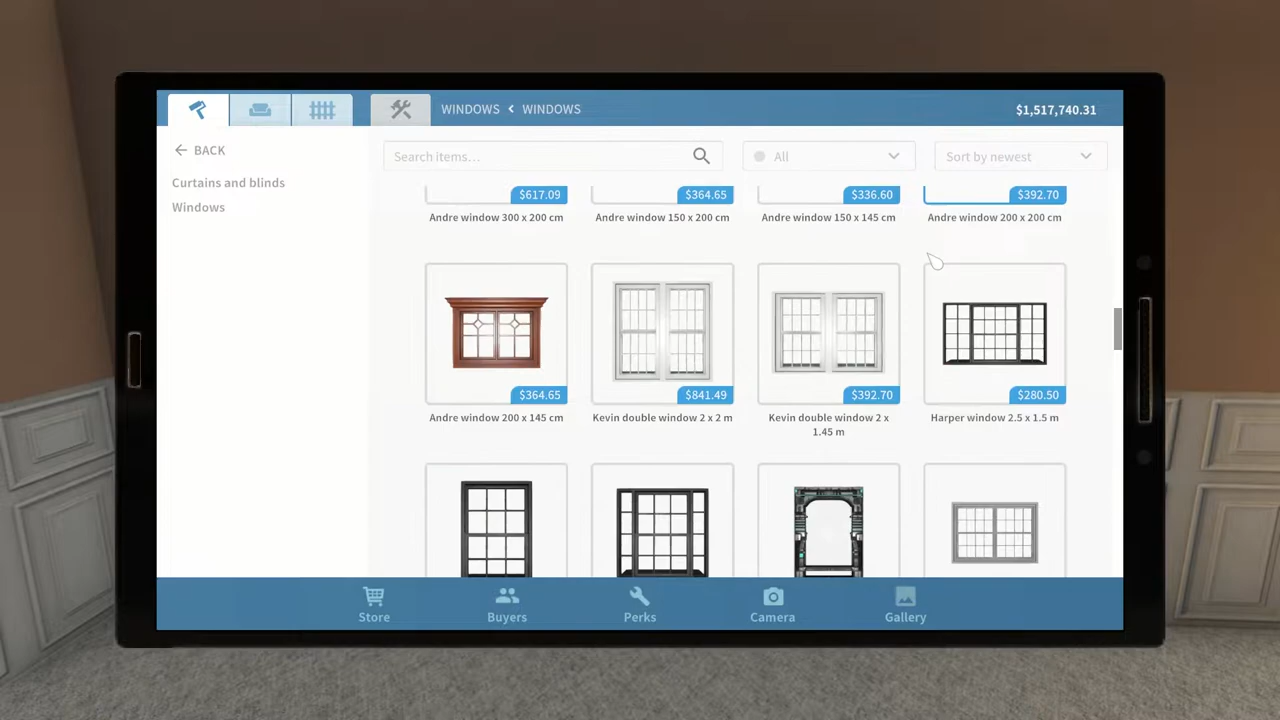 WINDOWS < WINDOWS
$1,517,740.31
BACK
Search items...
All
Sort by newest
Curtains and blinds
Windows
$617.09
$364.65
$336.60
$392.70
Andre window 300 x 200 cm
Andre window 150 x 200 cm
Andre window 150 x 145 cm
Andre window 200 x 200 cm
$364.65
$841.49
$392.70
$280.50
Andre window 200 x 145 cm
Kevin double window 2 x 2 m
Kevin double window 2 x
1.45 m
Harper window 2.5 x 1.5 m
Store
Buyers
Perks
Camera
Gallery